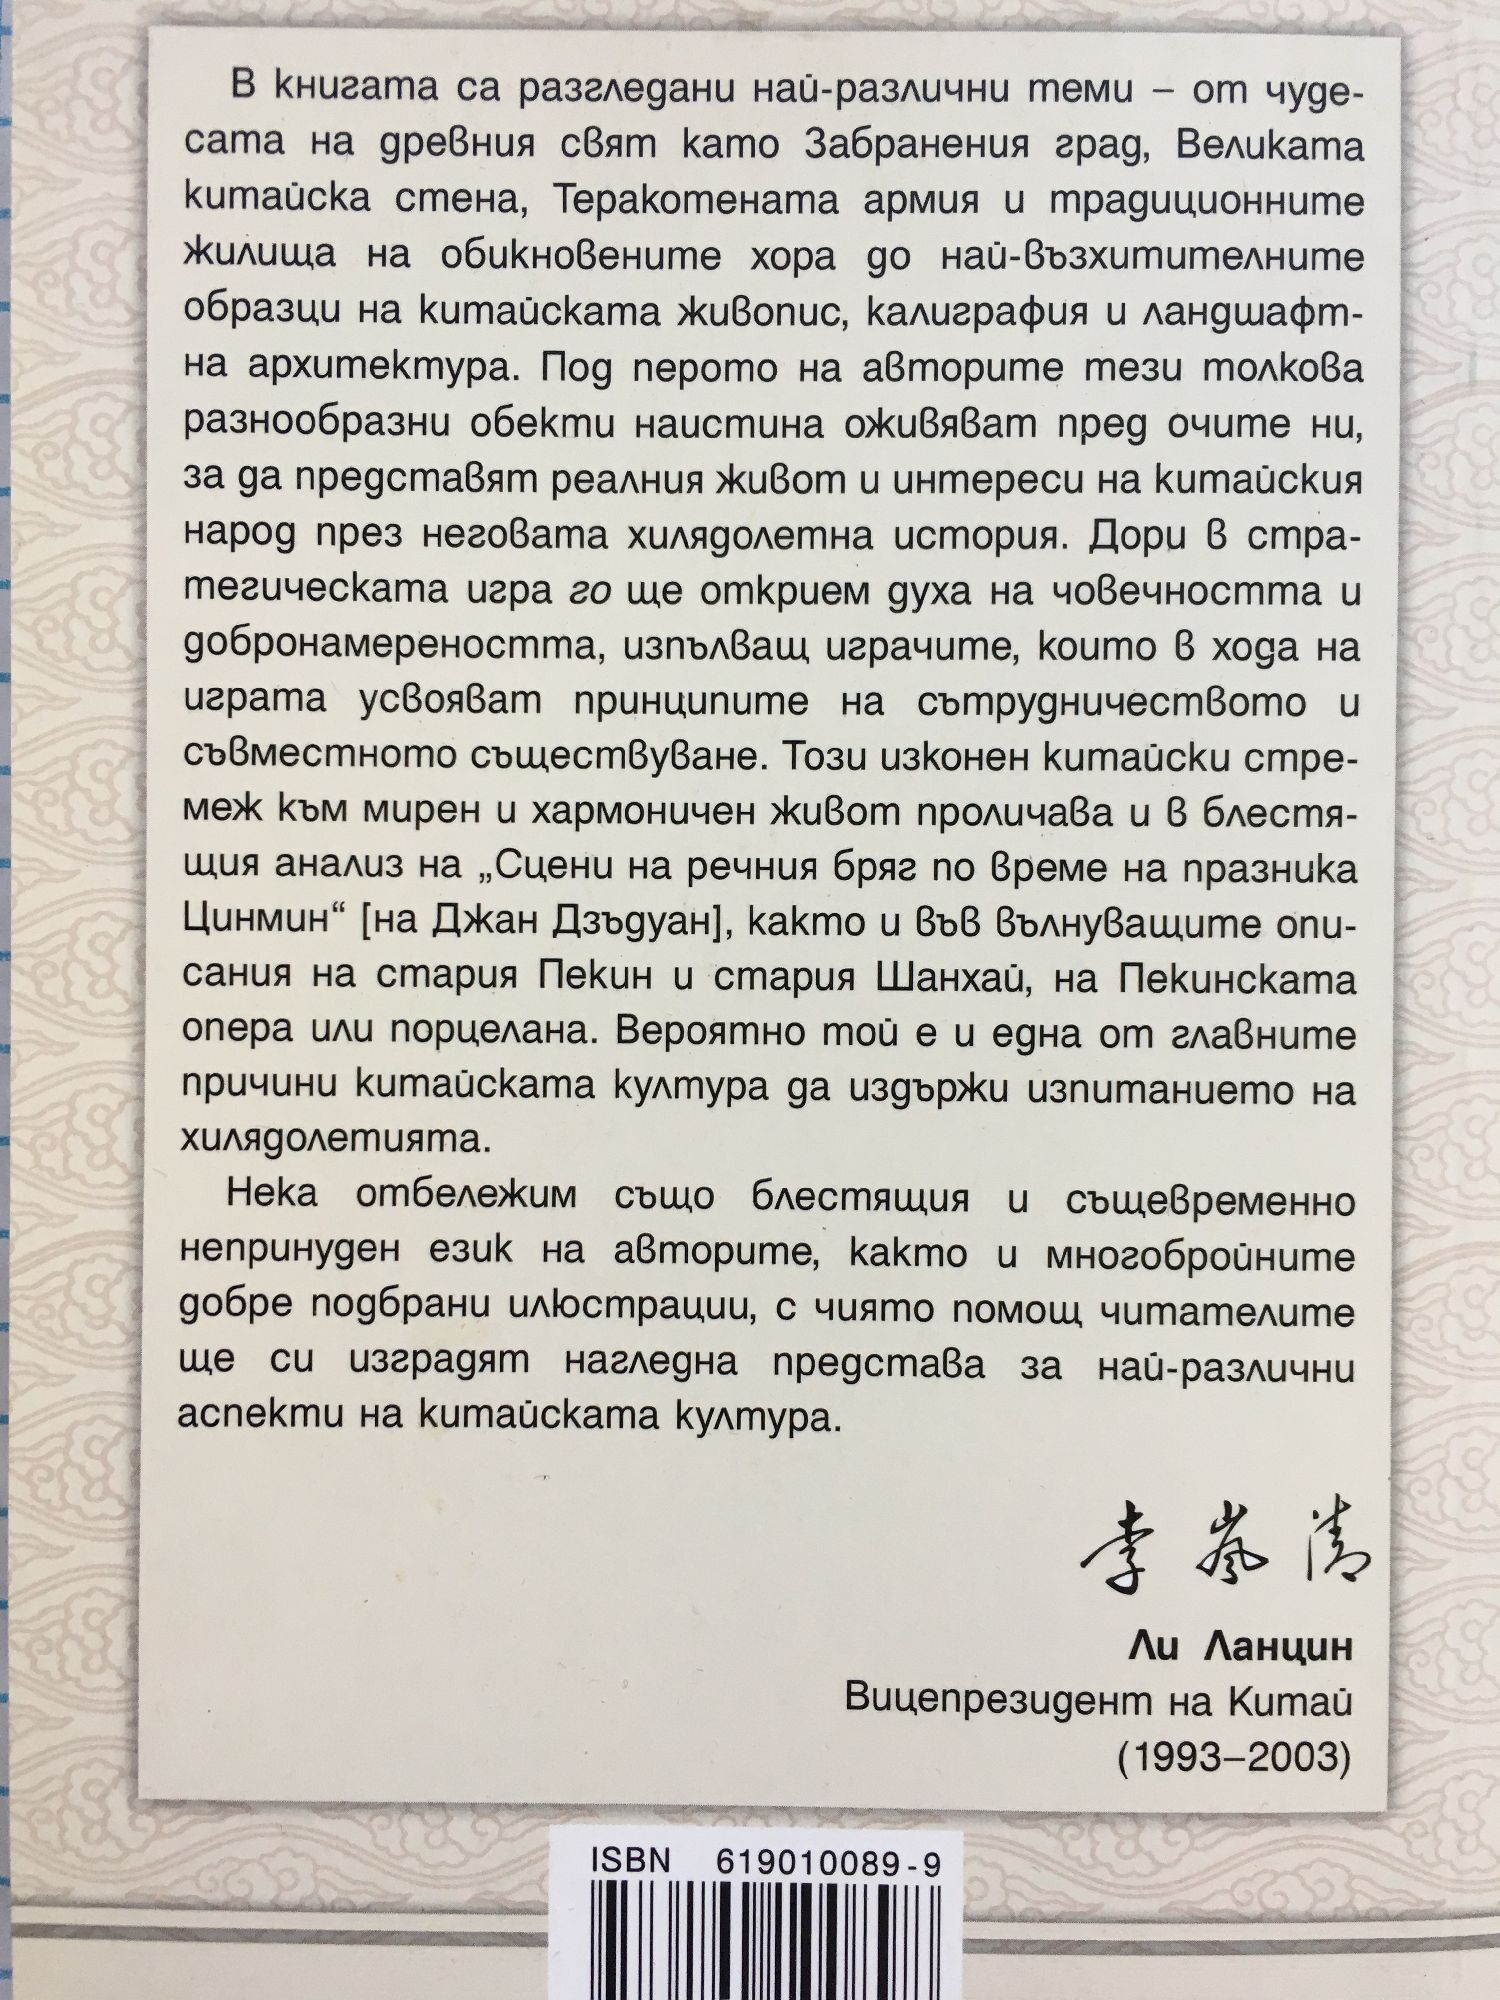 В книгата са разгледани най-различни теми – от чуде-
сата на древния свят като Забранения град, Великата
китайска стена, Теракотената армия и традиционните
жилища на обикновените хора до най-възхитителните
образци на китайската живопис, калиграфия и ландшафт-
на архитектура. Под перото на авторите тези толкова
разнообразни обекти наистина оживяват пред очите ни,
за да представят реалния живот и интереси на китайския
народ през неговата хилядолетна история. Дори в стра-
тегическата игра го ще открием духа на човечността и
добронамереността, изпълващ играчите, които в хода на
играта усвояват принципите на сътрудничеството и
съвместното съществуване. Този изконен китайски стре-
меж към мирен и хармоничен живот проличава и в блестя-
щия анализ на „Сцени на речния бряг по време на празника
Цинмин“ [на Джан Дзъдуан], както и във вълнуващите опи-
сания на стария Пекин и стария Шанхай, на Пекинската
опера или порцелана. Вероятно той е и една от главните
причини китайската култура да издържи изпитанието на
хилядолетията.
Нека отбележим също блестящия и същевременно
непринуден език на авторите, както и многобройните
добре подбрани илюстрации, с чиято помощ читателите
ще си изградят нагледна представа за най-различни
аспекти на китайската култура.
李 岚 清
Ли Ланцин
Вицепрезидент на Китай
(1993–2003)
ISBN 619010089-9